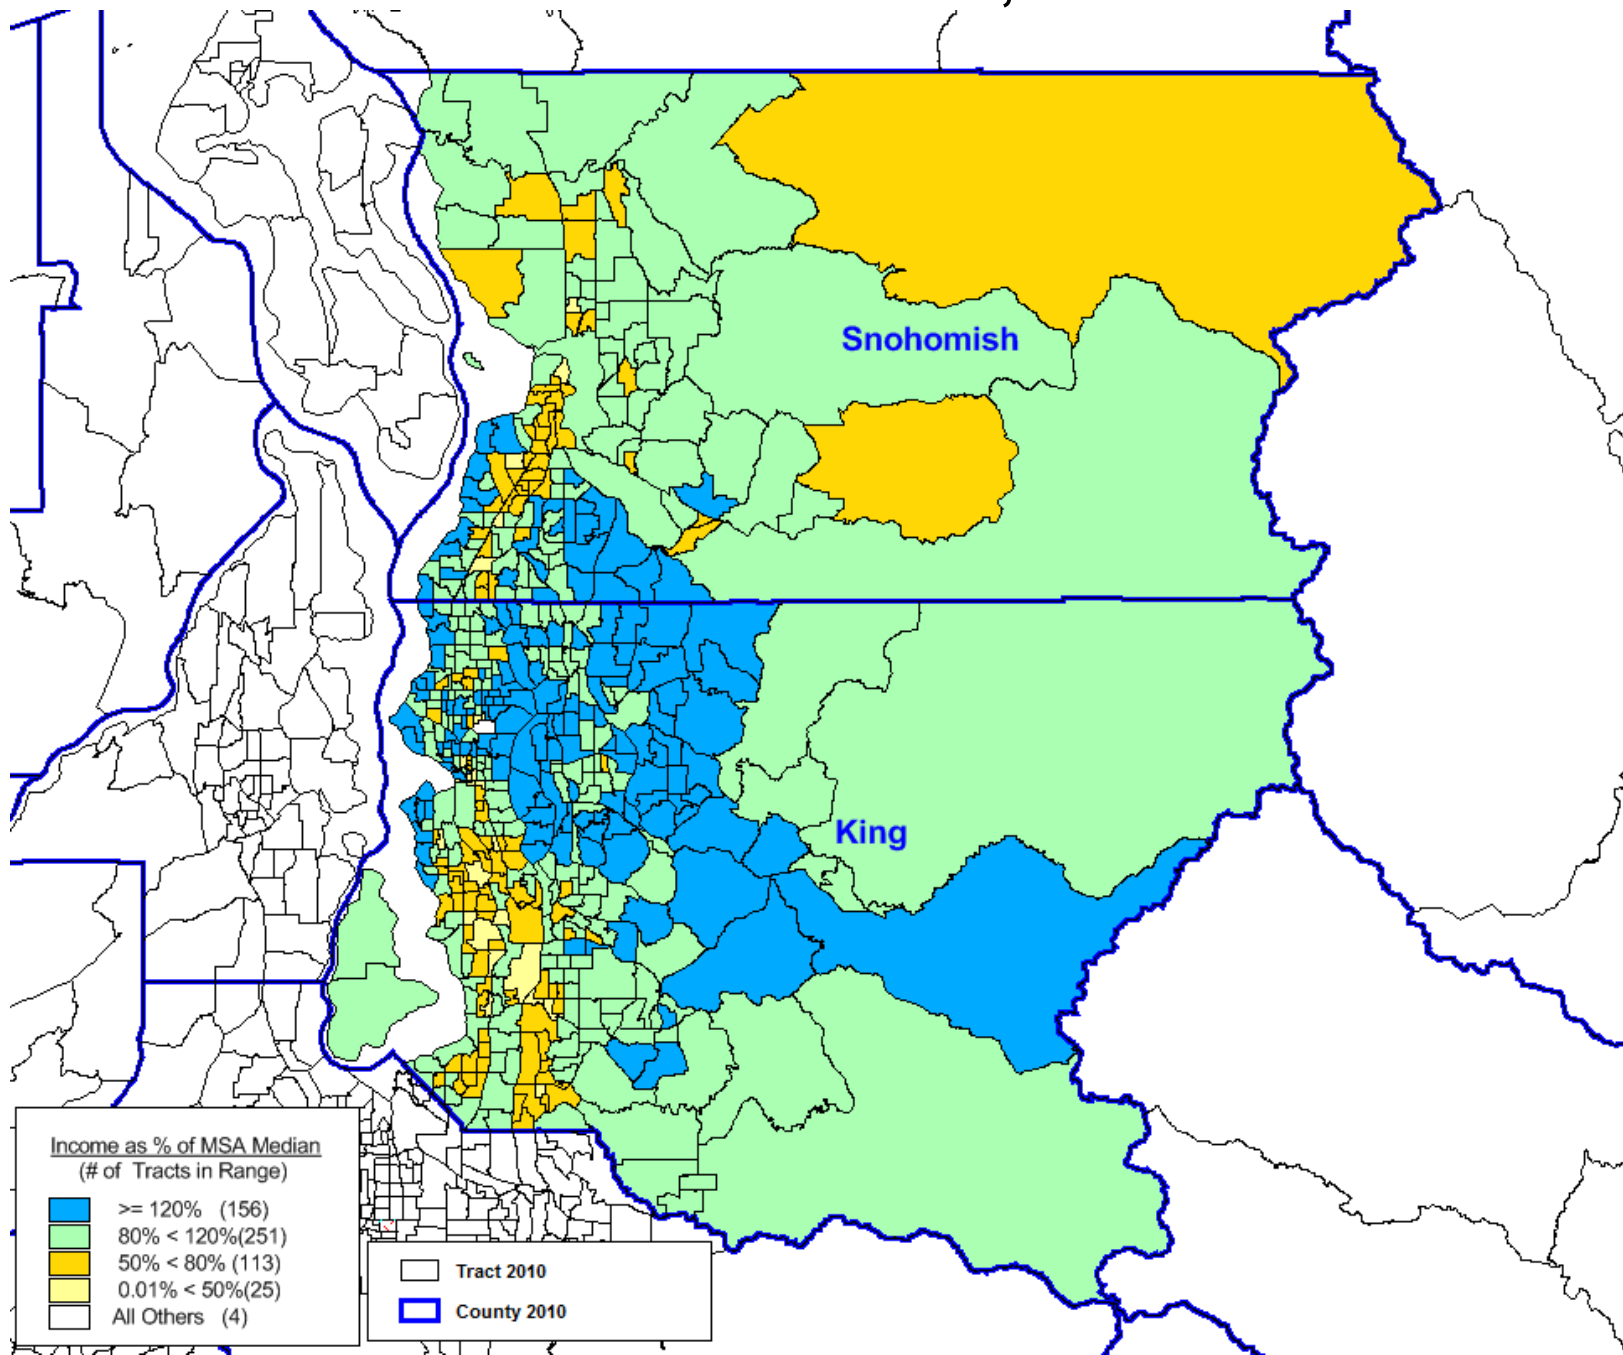 Snohomish
King
Income as % of MSA Median
(# of Tracts in Range)
>= 120% (156)
80% < 120%(251)
50% < 80% (113)
0.01% < 50%(25)
All Others (4)
Tract 2010
County 2010